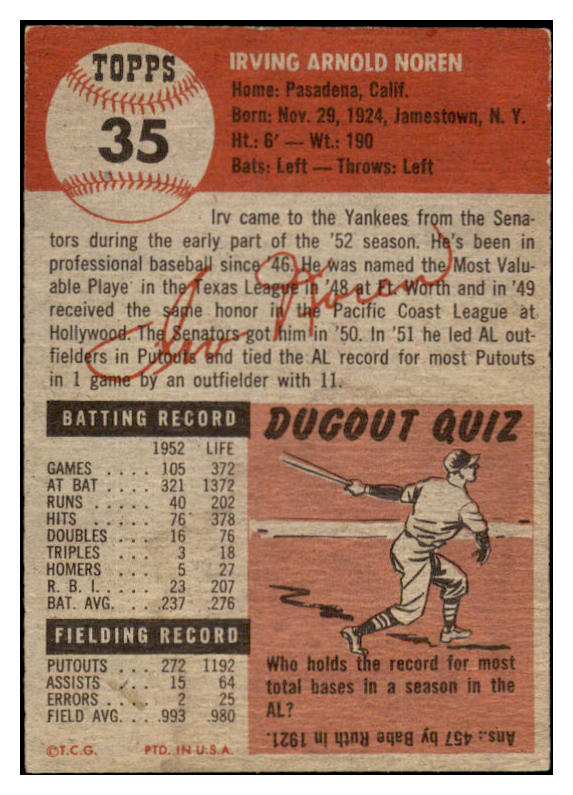 TOPPS
35
IRVING ARNOLD NOREN
Home: Pasadena, Calif.
Born: Nov. 29, 1924, Jamestown, N. Y.
Ht.: 6' — Wt.: 190
Bats: Left — Throws: Left
Irv came to the Yankees from the Sena-
tors during the early part of the '52 season. He's been in
professional baseball since '46. He was named the Most Valu-
able Playe in the Texas League in '48 at Ft. Worth and in '49
received the same honor in the Pacific Coast League at
Hollywood. The Senators got him in '50. In '51 he led AL out-
fielders in Putouts and tied the AL record for most Putouts
in 1 game by an outfielder with 11.
Irv Noren
BATTING RECORD
1952 LIFE
GAMES .... 105 372
AT BAT .... 321 1372
RUNS .... 40 202
HITS .... 76 378
DOUBLES .. 16 76
TRIPLES ... 3 18
HOMERS ... 5 27
R. B. I. .... 23 207
BAT. AVG. . .237 .276
FIELDING RECORD
PUTOUTS ... 272 1192
ASSISTS .... 15 64
ERRORS .... 2 25
FIELD AVG. . .993 .980
©T.C.G. PTD. IN U.S.A.
DUGOUT QUIZ
Who holds the record for most
total bases in a season in the
AL?
Ans.: 457 by Babe Ruth in 1921.